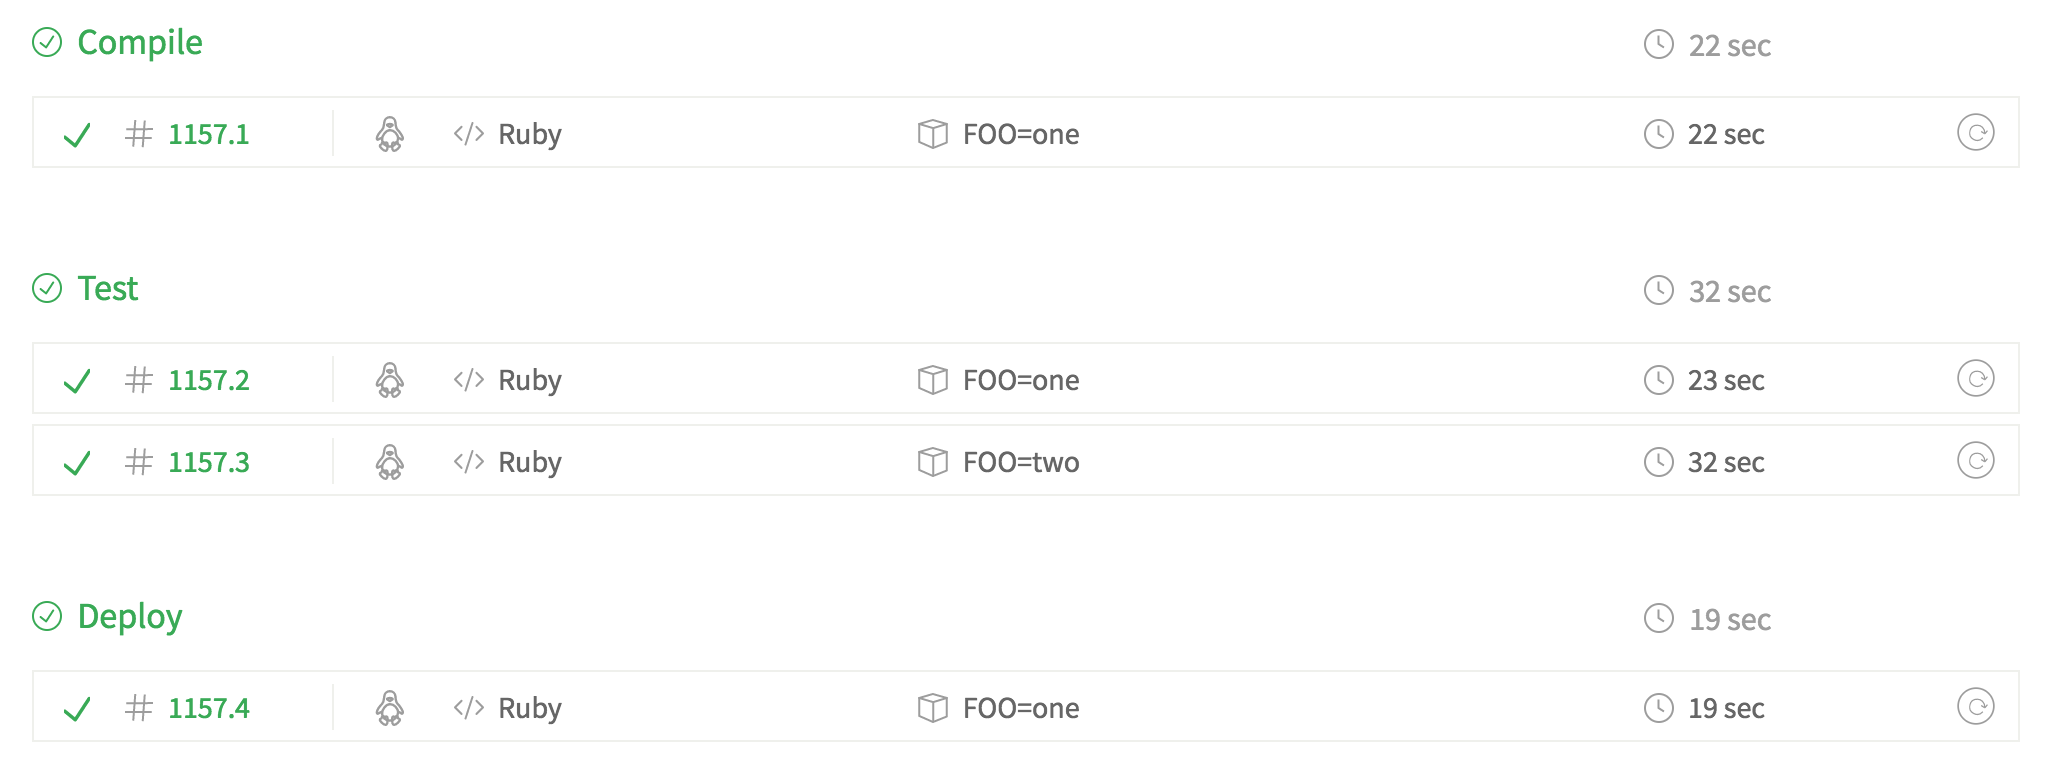 Compile 22 sec
# 1157.1 </> Ruby FOO=one 22 sec
Test 32 sec
# 1157.2 </> Ruby FOO=one 23 sec
# 1157.3 </> Ruby FOO=two 32 sec
Deploy 19 sec
# 1157.4 </> Ruby FOO=one 19 sec